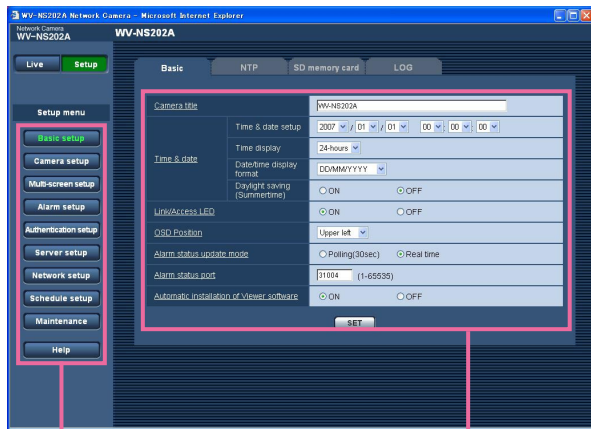 WV-NS202A Network Camera - Microsoft Internet Explorer
Network Camera
WV-NS202A
WV-NS202A
Live Setup
Basic NTP SD memory card LOG
Setup menu
Basic setup
Camera setup
Multi-screen setup
Alarm setup
Authentication setup
Server setup
Network setup
Schedule setup
Maintenance
Help
Camera title WV-NS202A
Time & date
Time & date setup 2007 / 01 / 01 00 : 00 : 00
Time display 24-hours
Date/time display
format DD/MM/YYYY
Daylight saving
(Summertime) ON OFF
Link/Access LED ON OFF
OSD Position Upper left
Alarm status update mode Polling(30sec) Real time
Alarm status port 31004 (1-65535)
Automatic installation of Viewer software ON OFF
SET